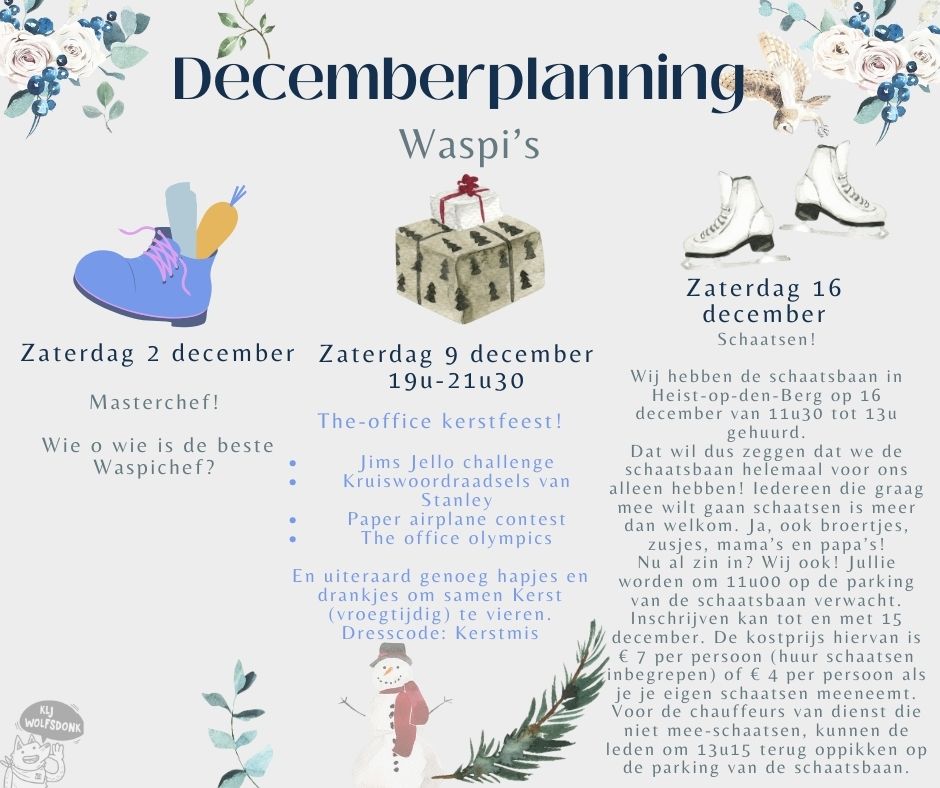 Decemberplanning
Waspi's
Zaterdag 2 december
Masterchef!
Wie o wie is de beste
Waspichef?
Zaterdag 9 december
19u-21u30
The-office kerstfeest!
• Jims Jello challenge
• Kruiswoordraadsels van
Stanley
• Paper airplane contest
• The office olympics
En uiteraard genoeg hapjes en
drankjes om samen Kerst
(vroegtijdig) te vieren.
Dresscode: Kerstmis
Zaterdag 16
december
Schaatsen!
Wij hebben de schaatsbaan in
Heist-op-den-Berg op 16
december van 11u30 tot 13u
gehuurd.
Dat wil dus zeggen dat we de
schaatsbaan helemaal voor ons
alleen hebben! Iedereen die graag
mee wilt gaan schaatsen is meer
dan welkom. Ja, ook broertjes,
zusjes, mama's en papa's!
Nu al zin in? Wij ook! Jullie
worden om 11u00 op de parking
van de schaatsbaan verwacht.
Inschrijven kan tot en met 15
december. De kostprijs hiervan is
€ 7 per persoon (huur schaatsen
inbegrepen) of € 4 per persoon als
je je eigen schaatsen meeneemt.
Voor de chauffeurs van dienst die
niet mee-schaatsen, kunnen de
leden om 13u15 terug oppikken op
de parking van de schaatsbaan.
KLJ
WOLFSDONK